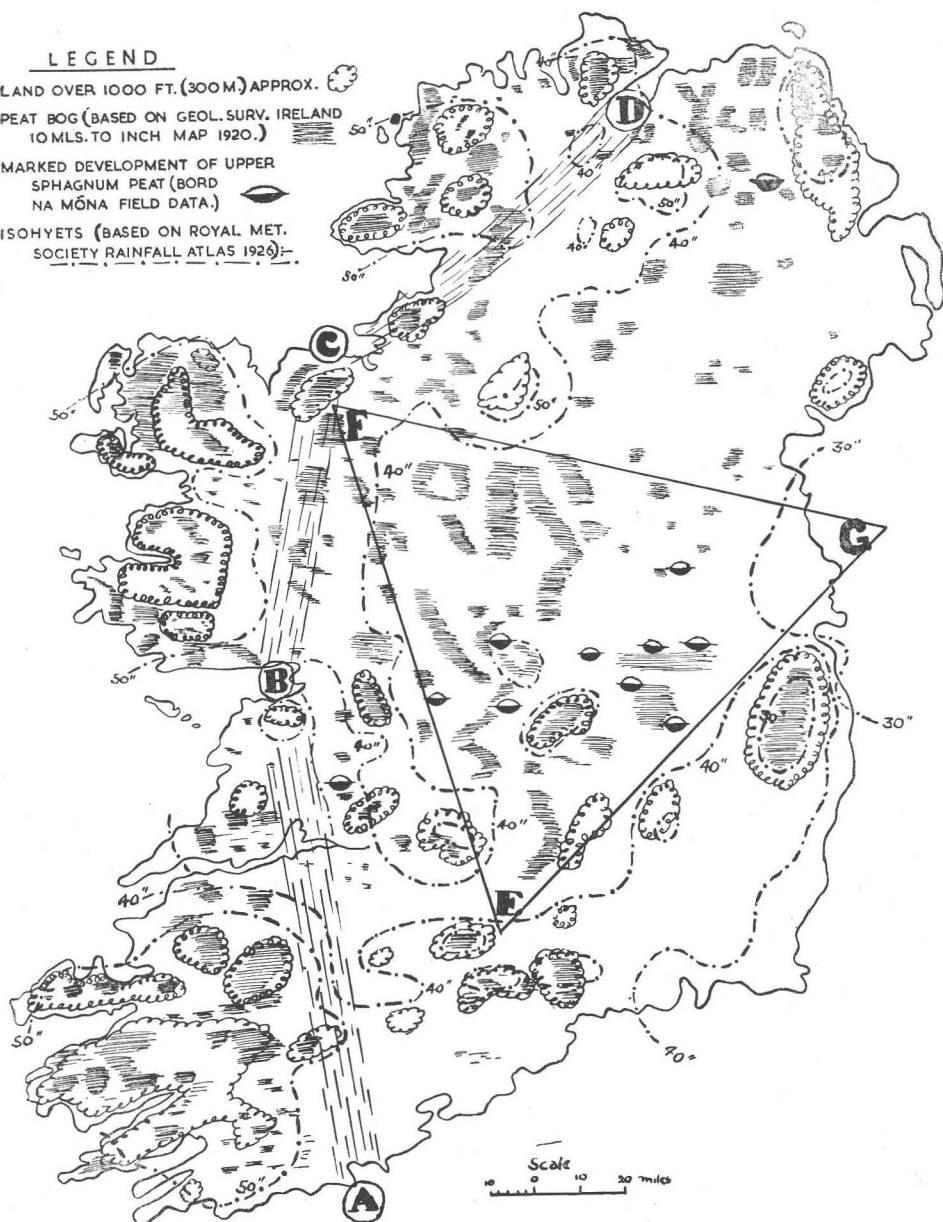 LEGEND
LAND OVER 1000 FT. (300 M.) APPROX.
PEAT BOG (BASED ON GEOL. SURV. IRELAND
10 MLS. TO INCH MAP 1920.)
MARKED DEVELOPMENT OF UPPER
SPHAGNUM PEAT (BORD
NA MÓNA FIELD DATA.)
ISOHYETS (BASED ON ROYAL MET.
SOCIETY RAINFALL ATLAS 1926):-
40"
50"
D
40"
50"
40"
40"
50"
C
50"
50"
F
40"
30"
G
50"
B
30"
40"
40"
40"
E
40"
40"
50"
40"
50"
A
Scale
10 0 10 20 miles